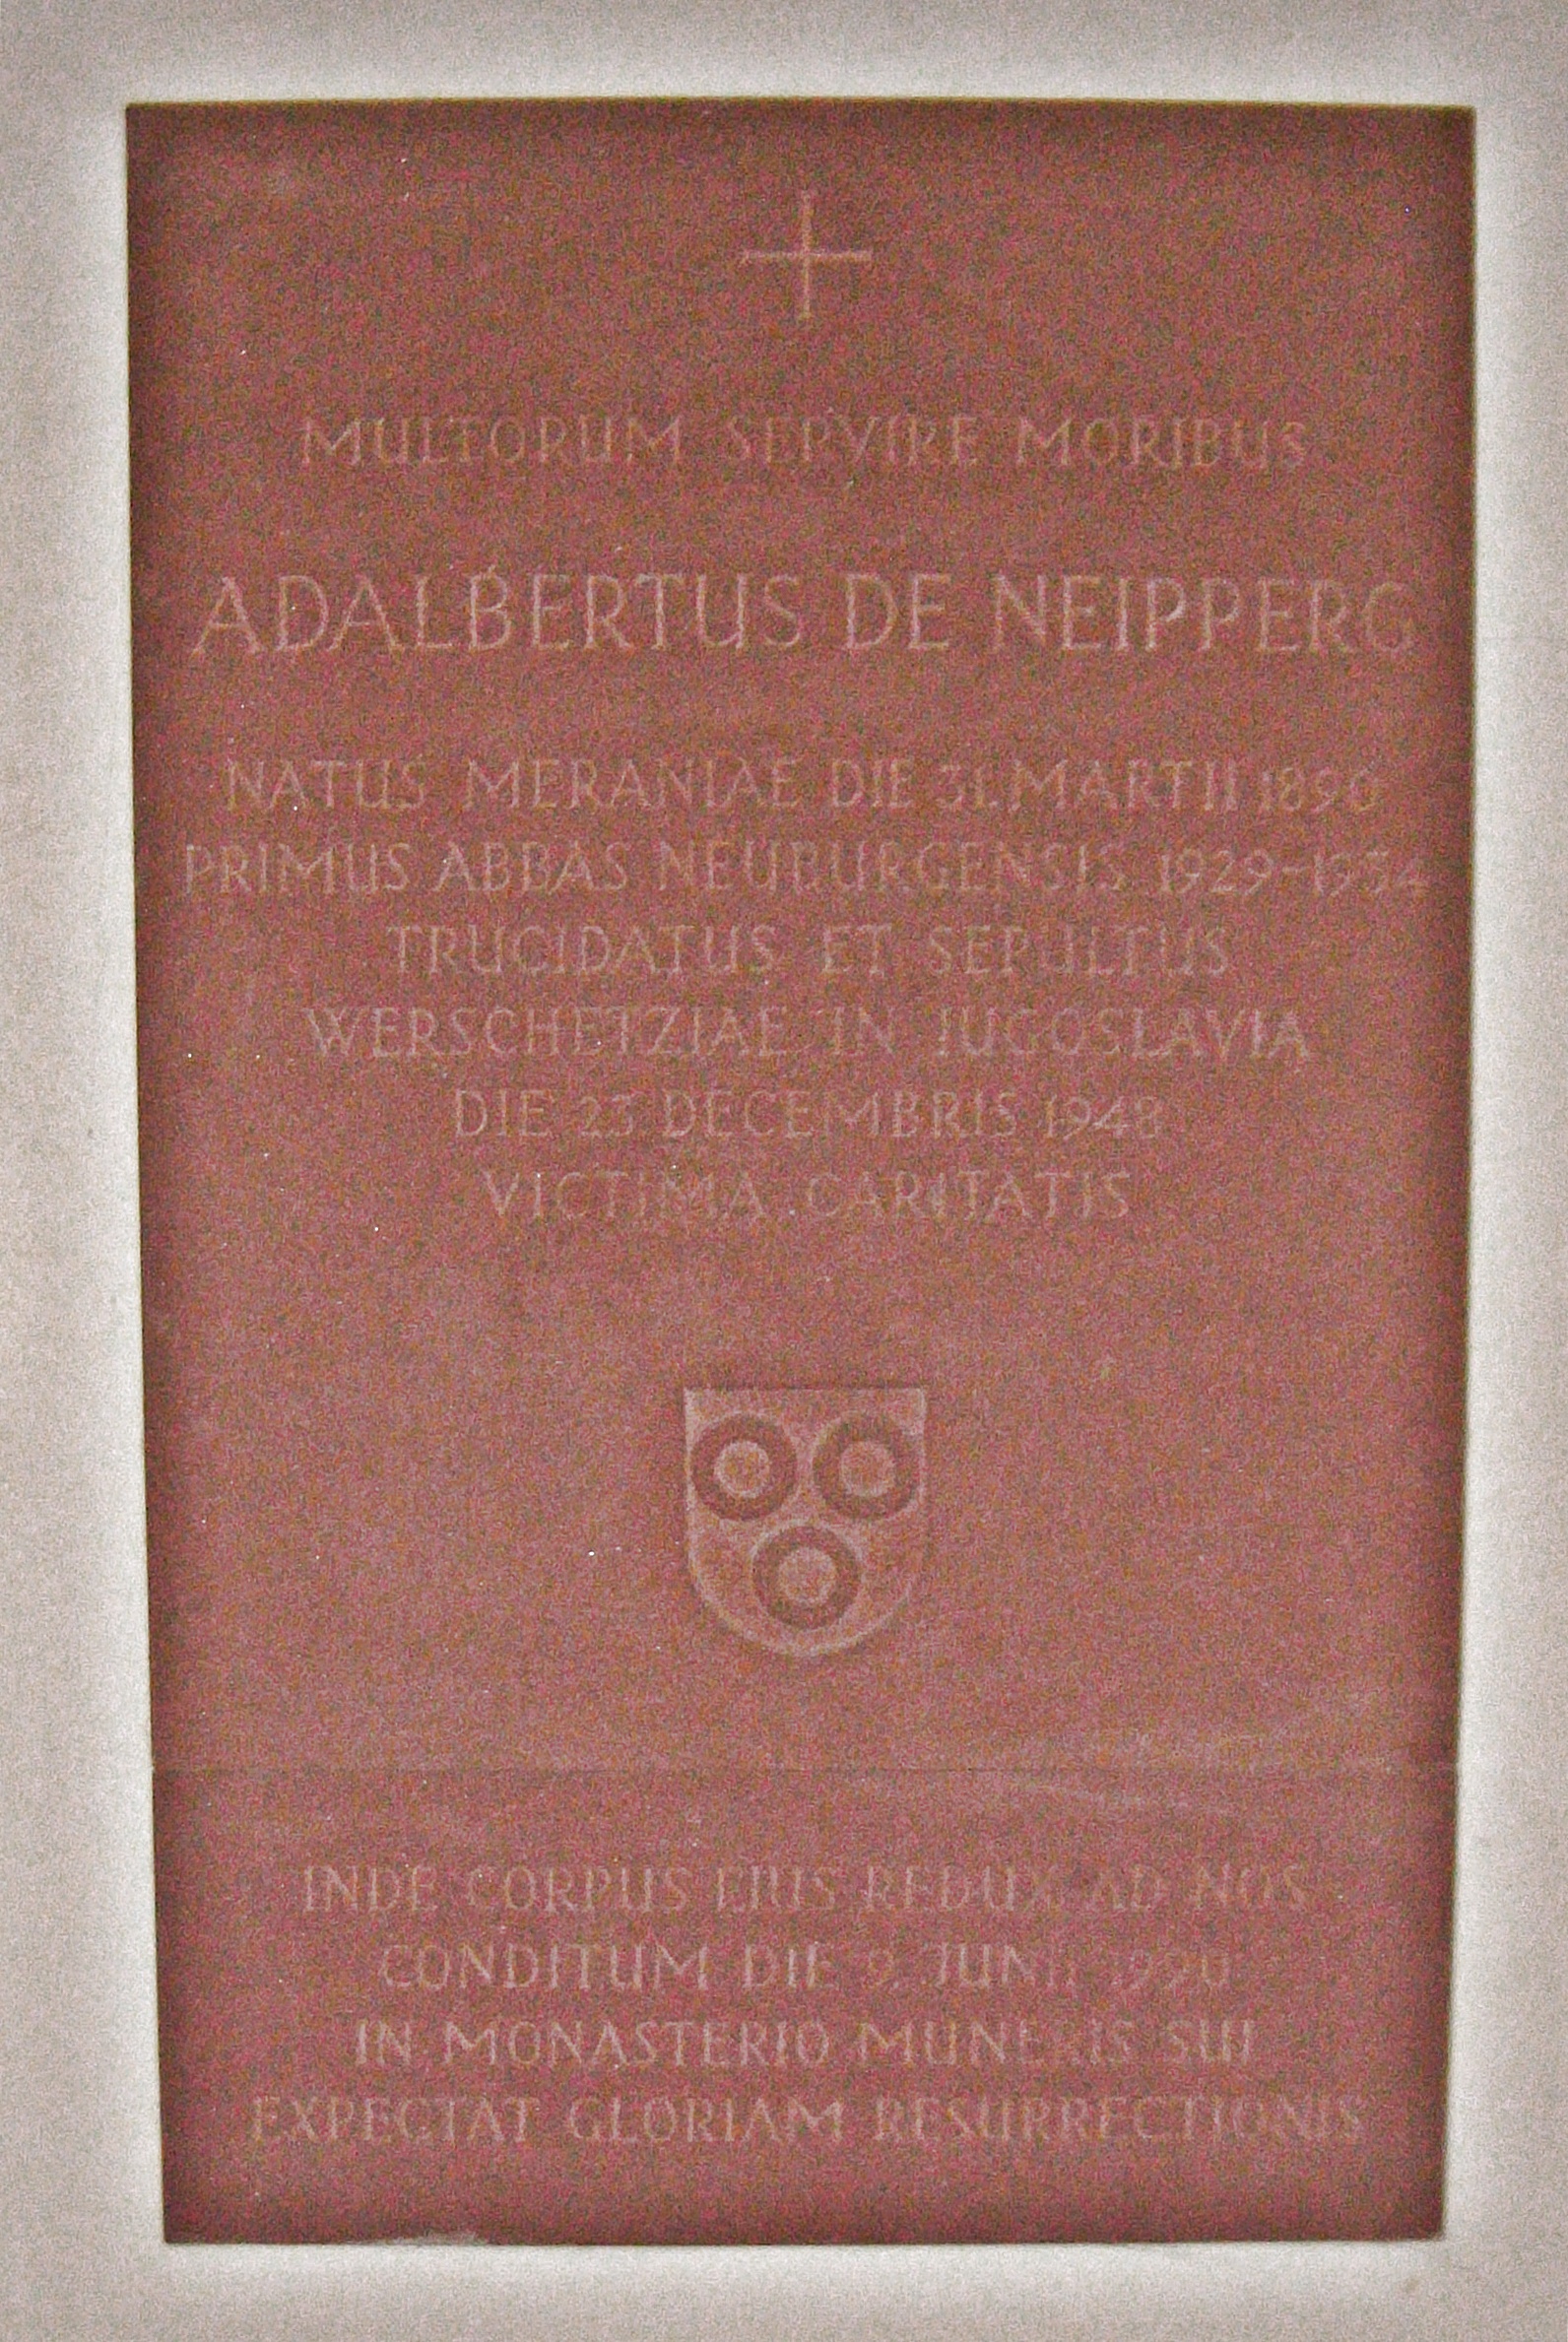 MULTORUM SERVIRE MORIBUS
ADALBERTUS DE NEIPPERG
NATUS MERANIAE DIE 31. MARTII 1890
PRIMUS ABBAS NEUBURGENSIS 1929-1934
TRUCIDATUS ET SEPULTUS
WERSCHETZIAE IN JUGOSLAVIA
DIE 23 DECEMBRIS 1948
VICTIMA CARITATIS
INDE CORPUS EIUS REDUX AD NOS
CONDITUM DIE 9. JUNII 1990
IN MONASTERIO MUNERIS SUI
EXPECTAT GLORIAM RESURRECTIONIS